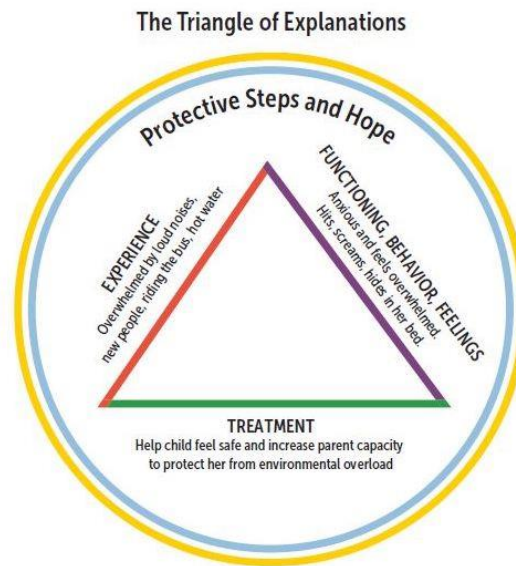 The Triangle of Explanations
Protective Steps and Hope
EXPERIENCE
Overwhelmed by loud noises,
new people, riding the bus, hot water
FUNCTIONING, BEHAVIOR, FEELINGS
Anxious and feels overwhelmed.
Hits, screams, hides in her bed.
TREATMENT
Help child feel safe and increase parent capacity
to protect her from environmental overload